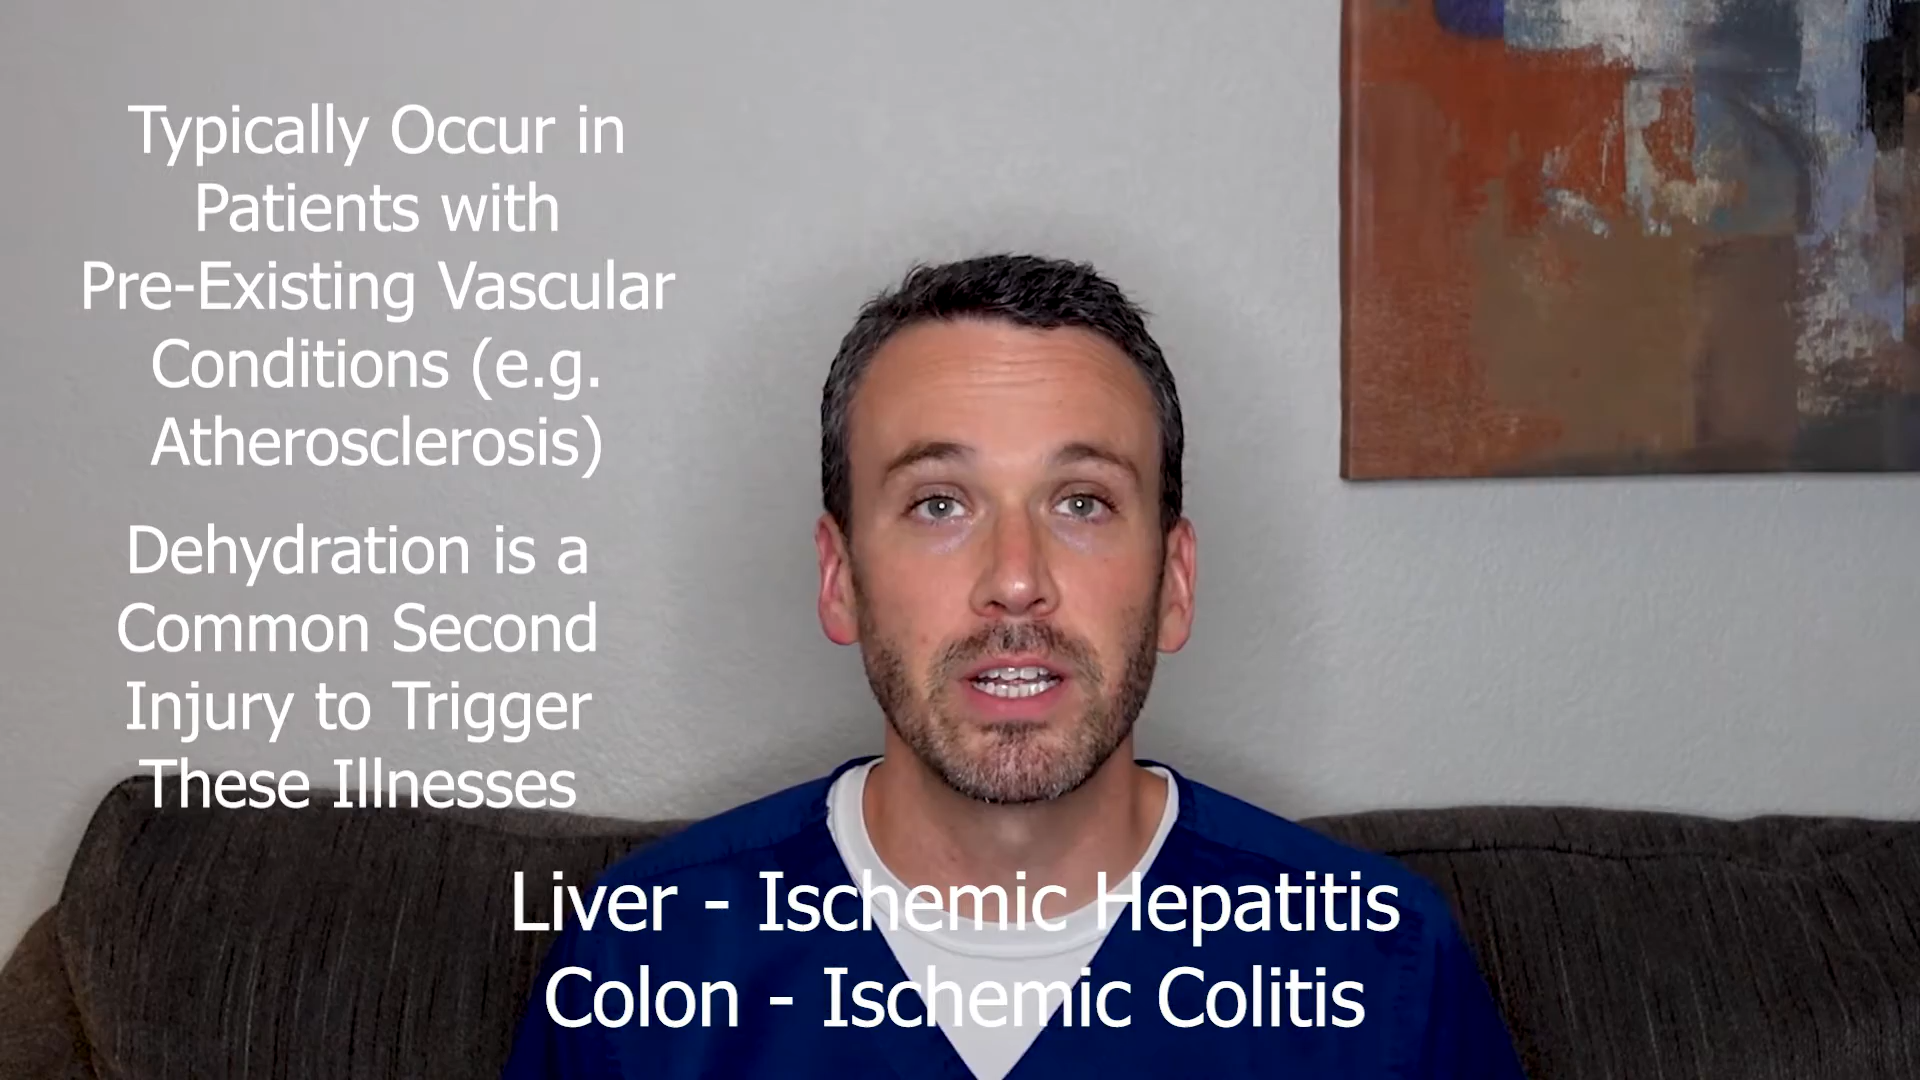 Typically Occur in
Patients with
Pre-Existing Vascular
Conditions (e.g.
Atherosclerosis)
Dehydration is a
Common Second
Injury to Trigger
These Illnesses
Liver - Ischemic Hepatitis
Colon - Ischemic Colitis